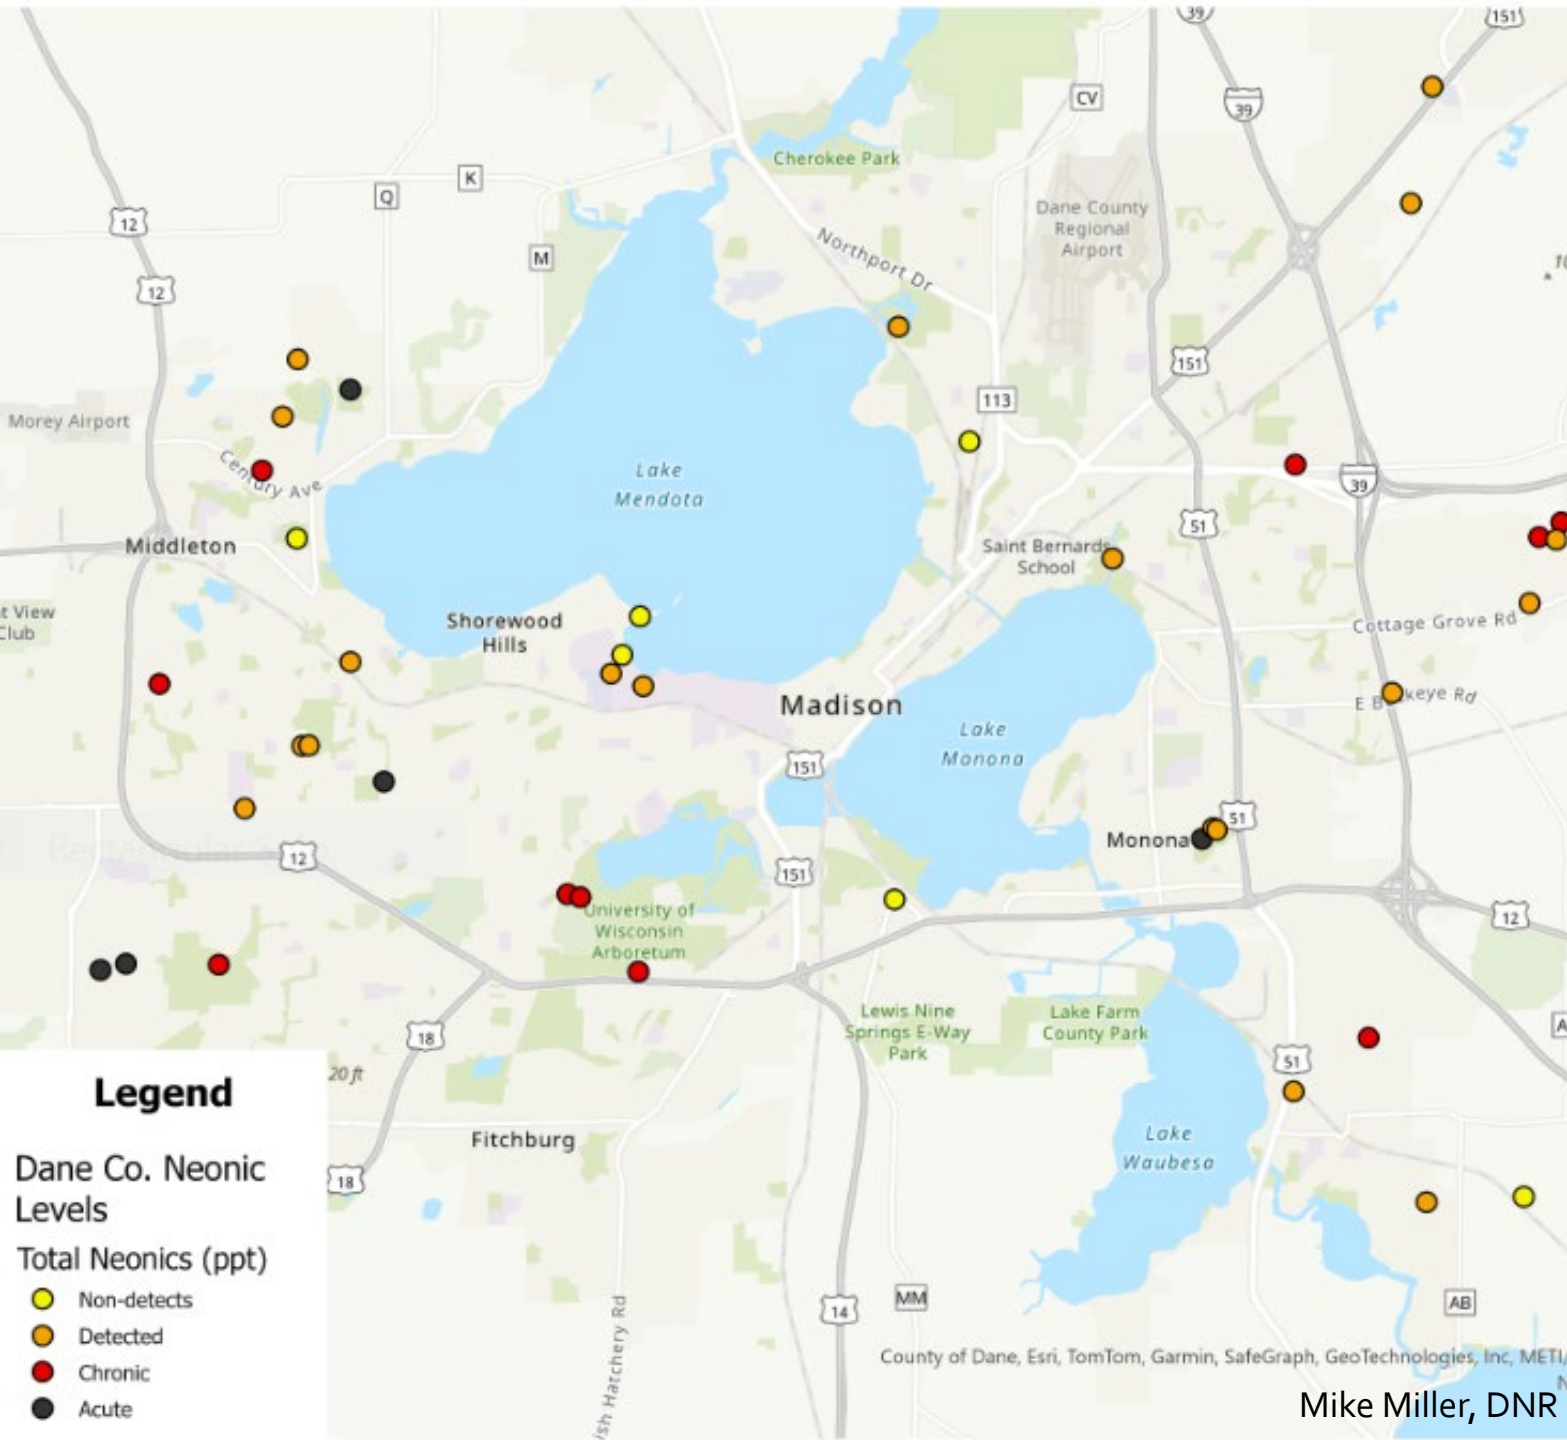 39
151
39
CV
Cherokee Park
K
Q
Dane County
Regional
Airport
12
Northport Dr
M
12
151
113
Morey Airport
Century Ave
Lake
Mendota
39
51
Middleton
Saint Bernards
School
t View
Club
Shorewood
Hills
Cottage Grove Rd
E B keye Rd
Madison
Lake
Monona
151
51
Monona
12
151
University of
Wisconsin
Arboretum
12
Lewis Nine
Springs E-Way
Park
Lake Farm
County Park
A
18
51
20 ft
Legend
Fitchburg
Lake
Waubesa
Dane Co. Neonic
Levels
18
Total Neonics (ppt)
Non-detects
Detected
Chronic
Acute
ish Hatchery Rd
14
MM
AB
County of Dane, Esri, TomTom, Garmin, SafeGraph, GeoTechnologies, Inc, METI/
Mike Miller, DNR